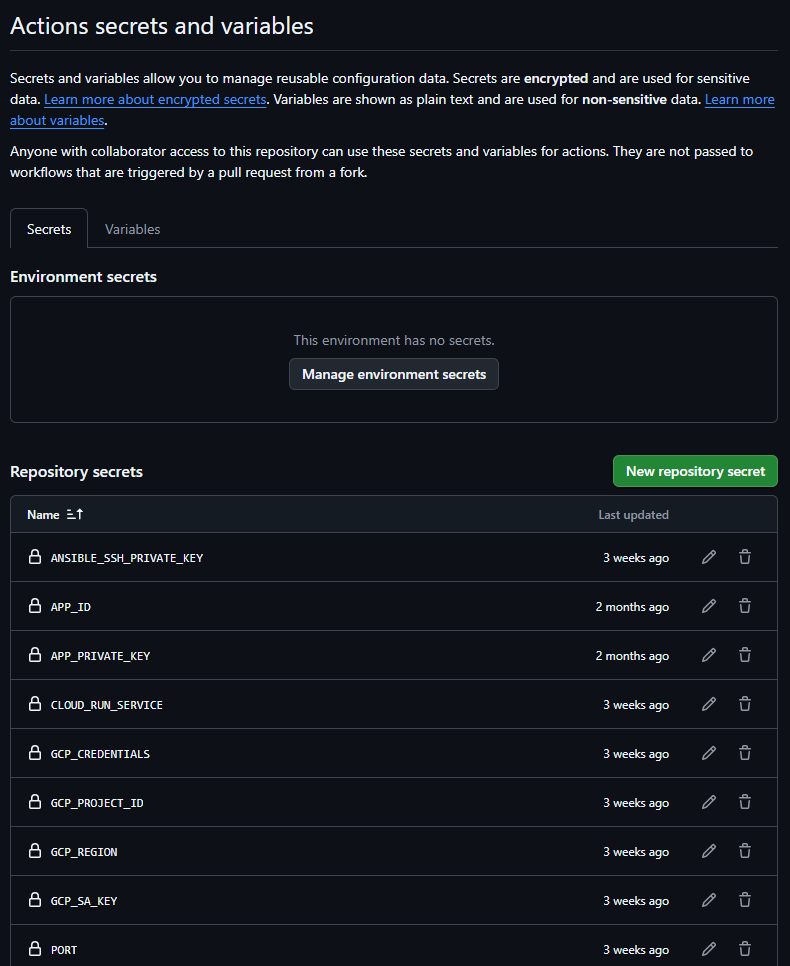 Actions secrets and variables
Secrets and variables allow you to manage reusable configuration data. Secrets are encrypted and are used for sensitive
data. Learn more about encrypted secrets. Variables are shown as plain text and are used for non-sensitive data. Learn more
about variables.
Anyone with collaborator access to this repository can use these secrets and variables for actions. They are not passed to
workflows that are triggered by a pull request from a fork.
Secrets Variables
Environment secrets
This environment has no secrets.
Manage environment secrets
Repository secrets New repository secret
Name Last updated
ANSIBLE_SSH_PRIVATE_KEY 3 weeks ago
APP_ID 2 months ago
APP_PRIVATE_KEY 2 months ago
CLOUD_RUN_SERVICE 3 weeks ago
GCP_CREDENTIALS 3 weeks ago
GCP_PROJECT_ID 3 weeks ago
GCP_REGION 3 weeks ago
GCP_SA_KEY 3 weeks ago
PORT 3 weeks ago